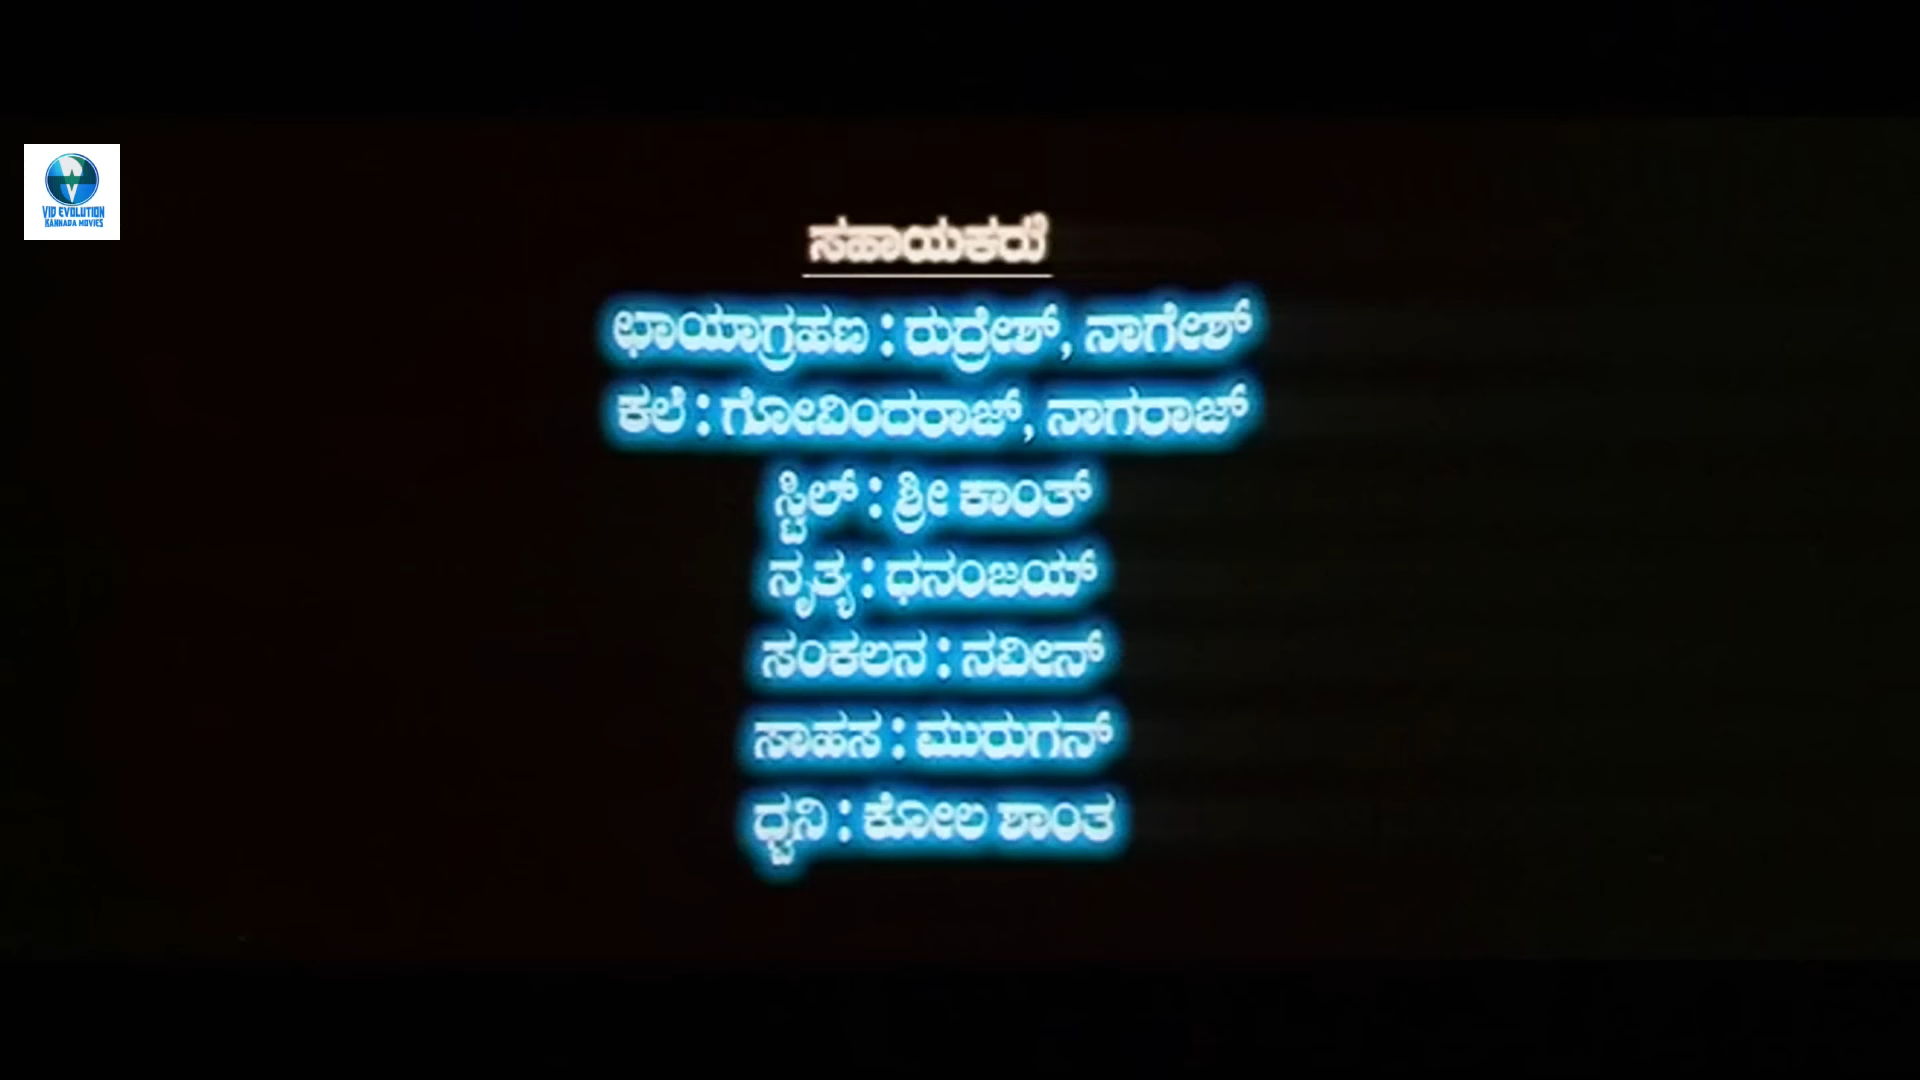 VID EVOLUTION
KANNADA MOVIES
ಸಹಾಯಕರು
ಛಾಯಾಗ್ರಹಣ : ರುದ್ರೇಶ್, ನಾಗೇಶ್
ಕಲೆ : ಗೋವಿಂದರಾಜ್, ನಾಗರಾಜ್
ಸ್ಟಿಲ್ : ಶ್ರೀ ಕಾಂತ್
ನೃತ್ಯ : ಧನಂಜಯ್
ಸಂಕಲನ : ನವೀನ್
ಸಾಹಸ : ಮುರುಗನ್
ಧ್ವನಿ : ಕೋಲ ಶಾಂತ